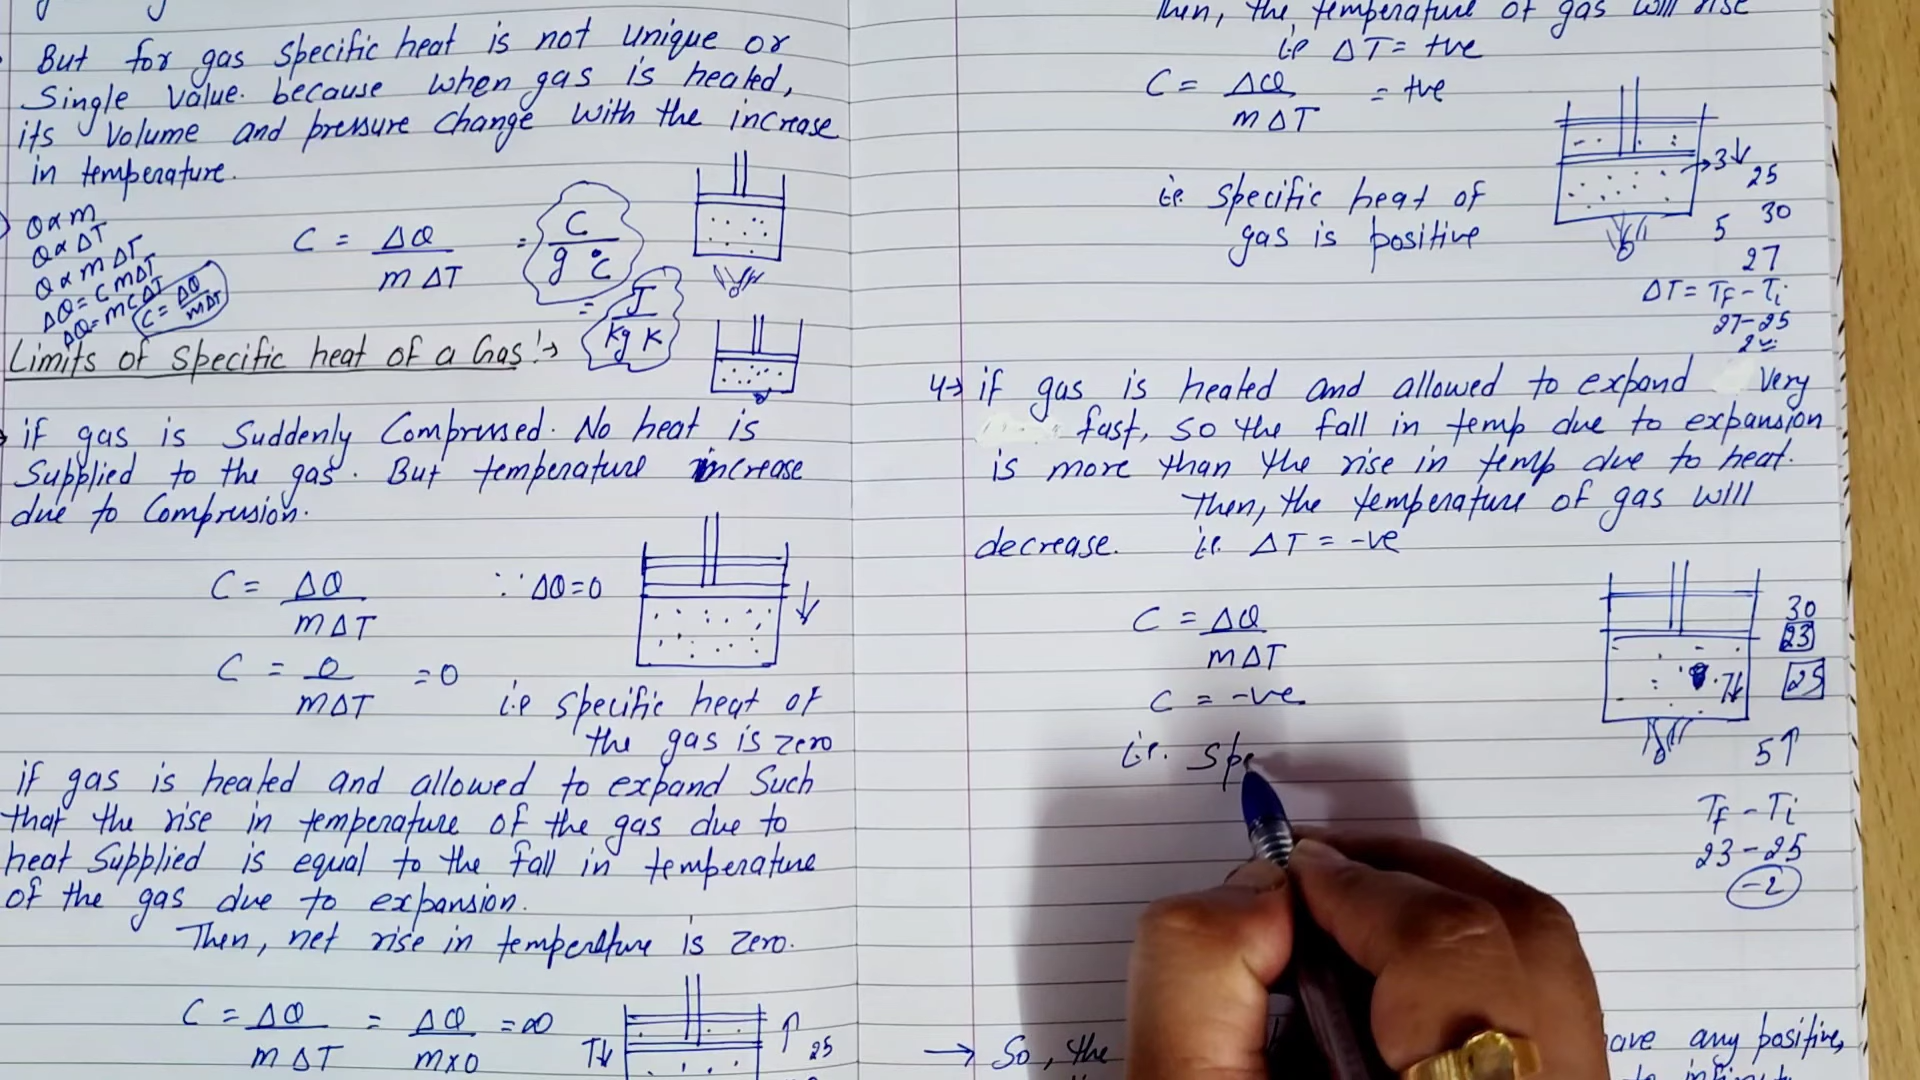 But for gas specific heat is not unique or
Single Value. because when gas is heated,
its Volume and pressure Change with the increase
in temperature.
Q α m
Q α ΔT
Q α m ΔT
ΔQ = C m ΔT
ΔQ = m C ΔT
C = ΔQ / mΔT
C = ΔQ / m ΔT = C / g °C
= J / kg K
Limits of Specific heat of a Gas :→
if gas is Suddenly Comprssed. No heat is
Supplied to the gas. But temperature increase
due to Comprssion.
C = ΔQ / mΔT ∵ ΔQ = 0
C = 0 / mΔT = 0
i.e specific heat of
the gas is zero
if gas is heated and allowed to expand Such
that the rise in temperature of the gas due to
heat Supplied is equal to the fall in temperature
of the gas due to expansion.
Then, net rise in temperature is Zero.
C = ΔQ / mΔT = ΔQ / m×0 = ∞
T↓
25
Then, the temperature of gas will rise
i.e ΔT = +ve
C = ΔQ / mΔT = +ve
i.e. Specific heat of
gas is positive
3↓
25
5 30
27
ΔT = Tf - Ti
27-25
2
4→ if gas is heated and allowed to expand Very
fast, so the fall in temp due to expansion
is more than the rise in temp due to heat.
Then, the temperature of gas WIll
decrease. i.e. ΔT = -ve
C = ΔQ / mΔT
C = -ve
i.e. Spe
30
23
T↓ 25
5↑
Tf - Ti
23-25
-2
→ So, the
ave any positive,
to infinit